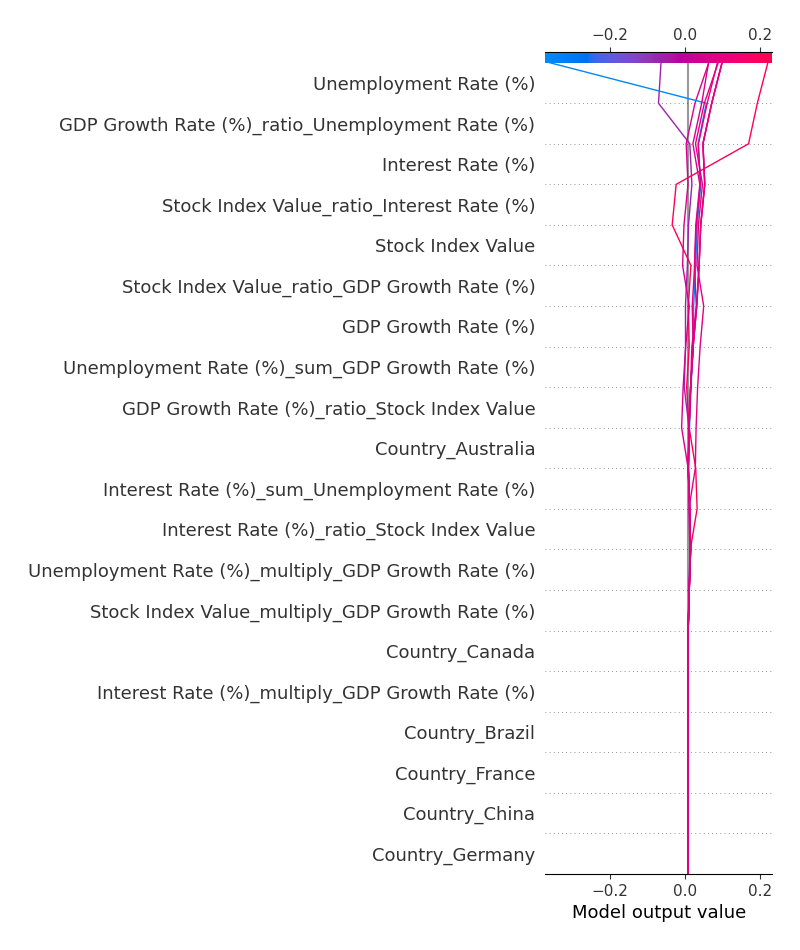 −0.2 0.0 0.2
Unemployment Rate (%)
GDP Growth Rate (%)_ratio_Unemployment Rate (%)
Interest Rate (%)
Stock Index Value_ratio_Interest Rate (%)
Stock Index Value
Stock Index Value_ratio_GDP Growth Rate (%)
GDP Growth Rate (%)
Unemployment Rate (%)_sum_GDP Growth Rate (%)
GDP Growth Rate (%)_ratio_Stock Index Value
Country_Australia
Interest Rate (%)_sum_Unemployment Rate (%)
Interest Rate (%)_ratio_Stock Index Value
Unemployment Rate (%)_multiply_GDP Growth Rate (%)
Stock Index Value_multiply_GDP Growth Rate (%)
Country_Canada
Interest Rate (%)_multiply_GDP Growth Rate (%)
Country_Brazil
Country_France
Country_China
Country_Germany
−0.2 0.0 0.2
Model output value